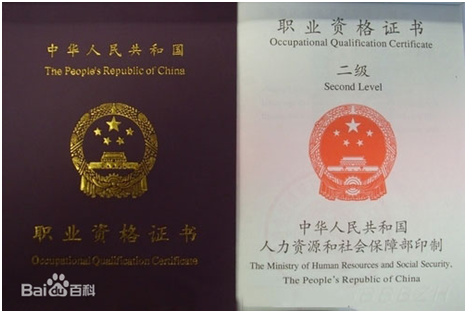 中华人民共和国
The People's Republic of China
职业资格证书
Occupational Qualification Certificate
Bai百科
职业资格证书
Occupational Qualification Certificate
二级
Second Level
中华人民共和国
人力资源和社会保障部印制
The Ministry of Human Resources and Social Security,
The People's Republic of China